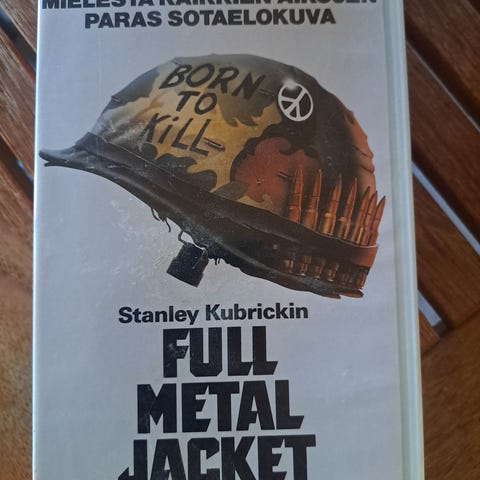 MIELESTÄ KAIKKIEN AIKOJEN
PARAS SOTAELOKUVA
BORN
TO
KiLL
Stanley Kubrickin
FULL
METAL
JACKET